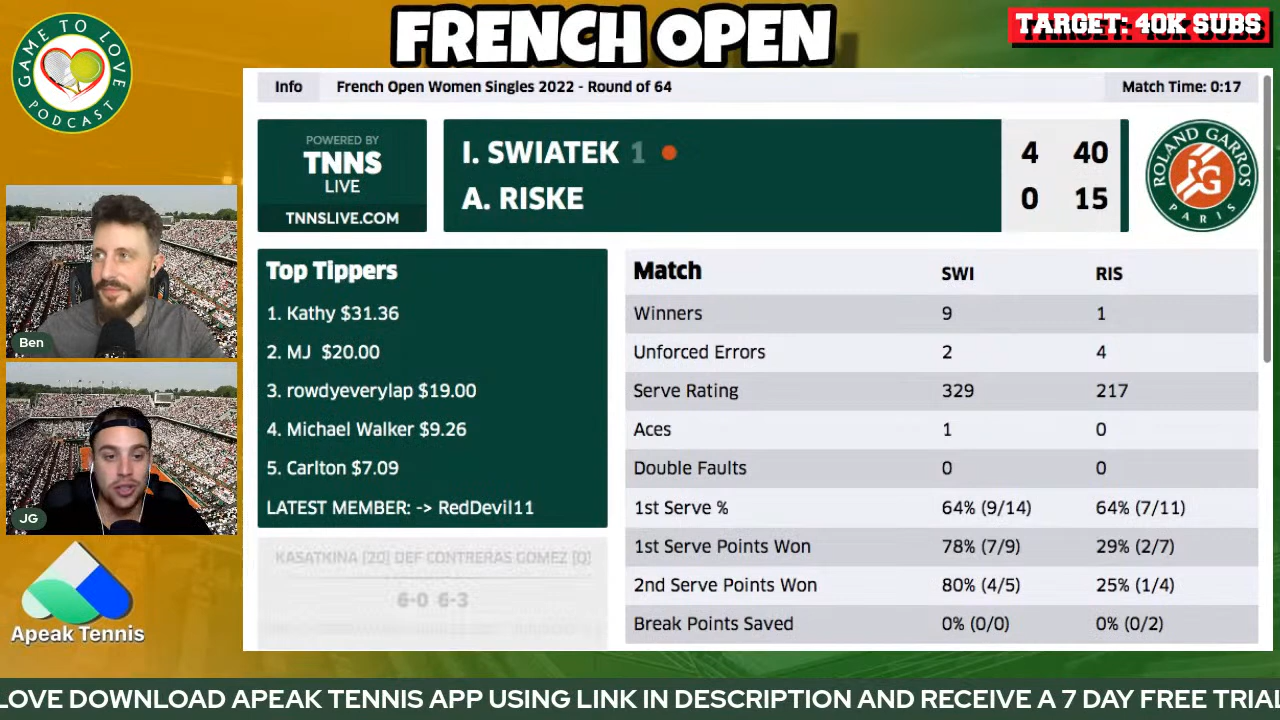 FRENCH OPEN
TARGET: 40K SUBS
GAME TO LOVE
PODCAST
Info French Open Women Singles 2022 - Round of 64 Match Time: 0:17
POWERED BY
TNNS
LIVE
TNNSLIVE.COM
I. SWIATEK 1 4 40
A. RISKE 0 15
ROLAND GARROS
RG
PARIS
Ben
JG
Apeak Tennis
Top Tippers
1. Kathy $31.36
2. MJ $20.00
3. rowdyeverylap $19.00
4. Michael Walker $9.26
5. Carlton $7.09
LATEST MEMBER: -> RedDevil11
KASATKINA [20] DEF CONTRERAS GOMEZ [Q]
6-0 6-3
Match SWI RIS
Winners 9 1
Unforced Errors 2 4
Serve Rating 329 217
Aces 1 0
Double Faults 0 0
1st Serve % 64% (9/14) 64% (7/11)
1st Serve Points Won 78% (7/9) 29% (2/7)
2nd Serve Points Won 80% (4/5) 25% (1/4)
Break Points Saved 0% (0/0) 0% (0/2)
LOVE DOWNLOAD APEAK TENNIS APP USING LINK IN DESCRIPTION AND RECEIVE A 7 DAY FREE TRIAL